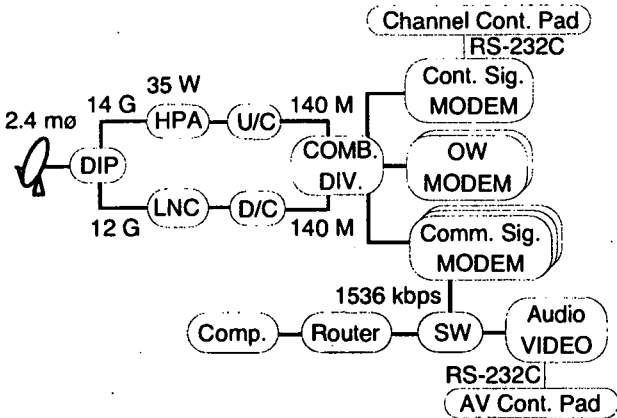 Channel Cont. Pad
RS-232C
35 W
Cont. Sig.
MODEM
14 G
140 M
2.4 mø
HPA
U/C
COMB.
DIV.
OW
MODEM
DIP
LNC
D/C
12 G
140 M
Comm. Sig.
MODEM
1536 kbps
Comp.
Router
SW
Audio
VIDEO
RS-232C
AV Cont. Pad